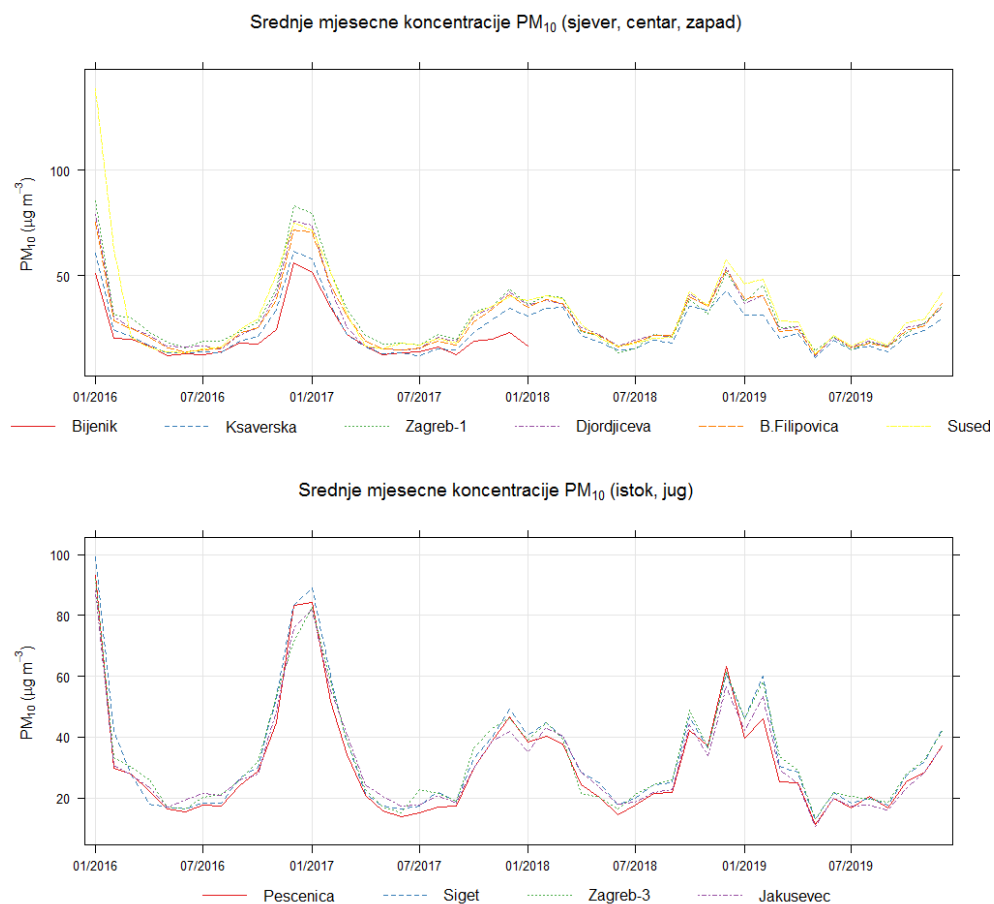 Srednje mjesecne koncentracije PM₁₀ (sjever, centar, zapad)
PM₁₀ (µg m⁻³)
100
50
01/2016 07/2016 01/2017 07/2017 01/2018 07/2018 01/2019 07/2019
Bijenik Ksaverska Zagreb-1 Djordjiceva B.Filipovica Sused
Srednje mjesecne koncentracije PM₁₀ (istok, jug)
PM₁₀ (µg m⁻³)
100
80
60
40
20
01/2016 07/2016 01/2017 07/2017 01/2018 07/2018 01/2019 07/2019
Pescenica Siget Zagreb-3 Jakusevec